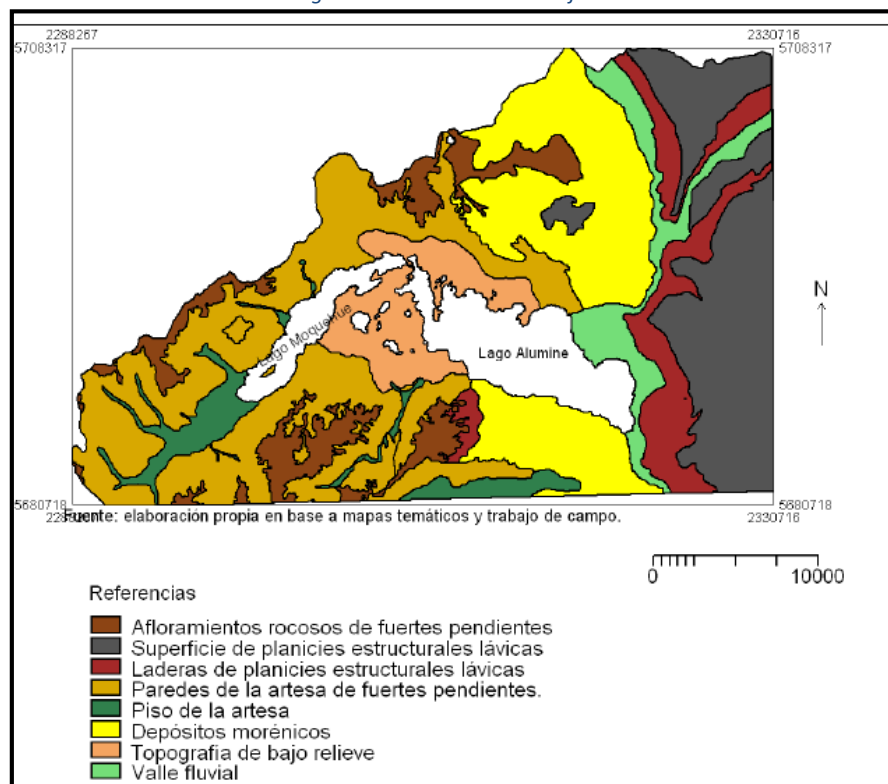 2288267 2330716
5708317 5708317
N
Lago Moquehue
Lago Alumine
5680718 5680718
2330716
Fuente: elaboración propia en base a mapas temáticos y trabajo de campo.
0 10000
Referencias
Afloramientos rocosos de fuertes pendientes
Superficie de planicies estructurales lávicas
Laderas de planicies estructurales lávicas
Paredes de la artesa de fuertes pendientes.
Piso de la artesa
Depósitos morénicos
Topografia de bajo relieve
Valle fluvial